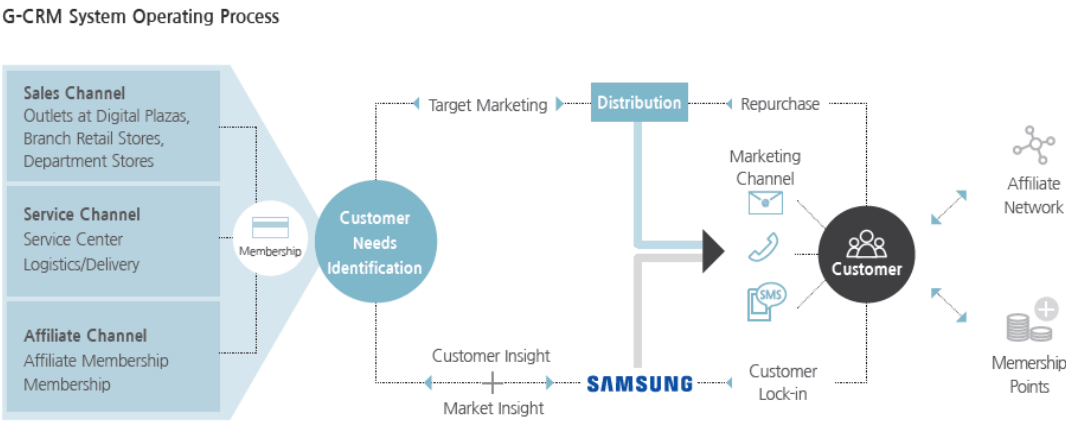 G-CRM System Operating Process
Sales Channel
Outlets at Digital Plazas,
Branch Retail Stores,
Department Stores
Service Channel
Service Center
Logistics/Delivery
Affiliate Channel
Affiliate Membership
Membership
Membership
Customer
Needs
Identification
Target Marketing
Distribution
Repurchase
Marketing
Channel
SMS
Customer
Customer Insight
Market Insight
SAMSUNG
Customer
Lock-in
Affiliate
Network
Memership
Points